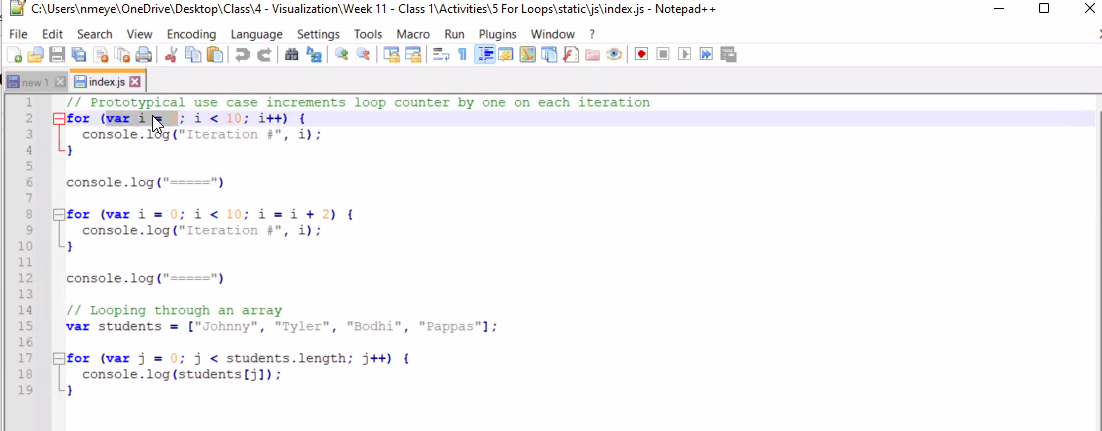 C:\Users\nmeye\OneDrive\Desktop\Class\4 - Visualization\Week 11 - Class 1\Activities\5 For Loops\static\js\index.js - Notepad++
File Edit Search View Encoding Language Settings Tools Macro Run Plugins Window ?
new 1 index.js
1 // Prototypical use case increments loop counter by one on each iteration
2 for (var i = ; i < 10; i++) {
3 console.log("Iteration #", i);
4 }
5
6 console.log("=====")
7
8 for (var i = 0; i < 10; i = i + 2) {
9 console.log("Iteration #", i);
10 }
11
12 console.log("=====")
13
14 // Looping through an array
15 var students = ["Johnny", "Tyler", "Bodhi", "Pappas"];
16
17 for (var j = 0; j < students.length; j++) {
18 console.log(students[j]);
19 }